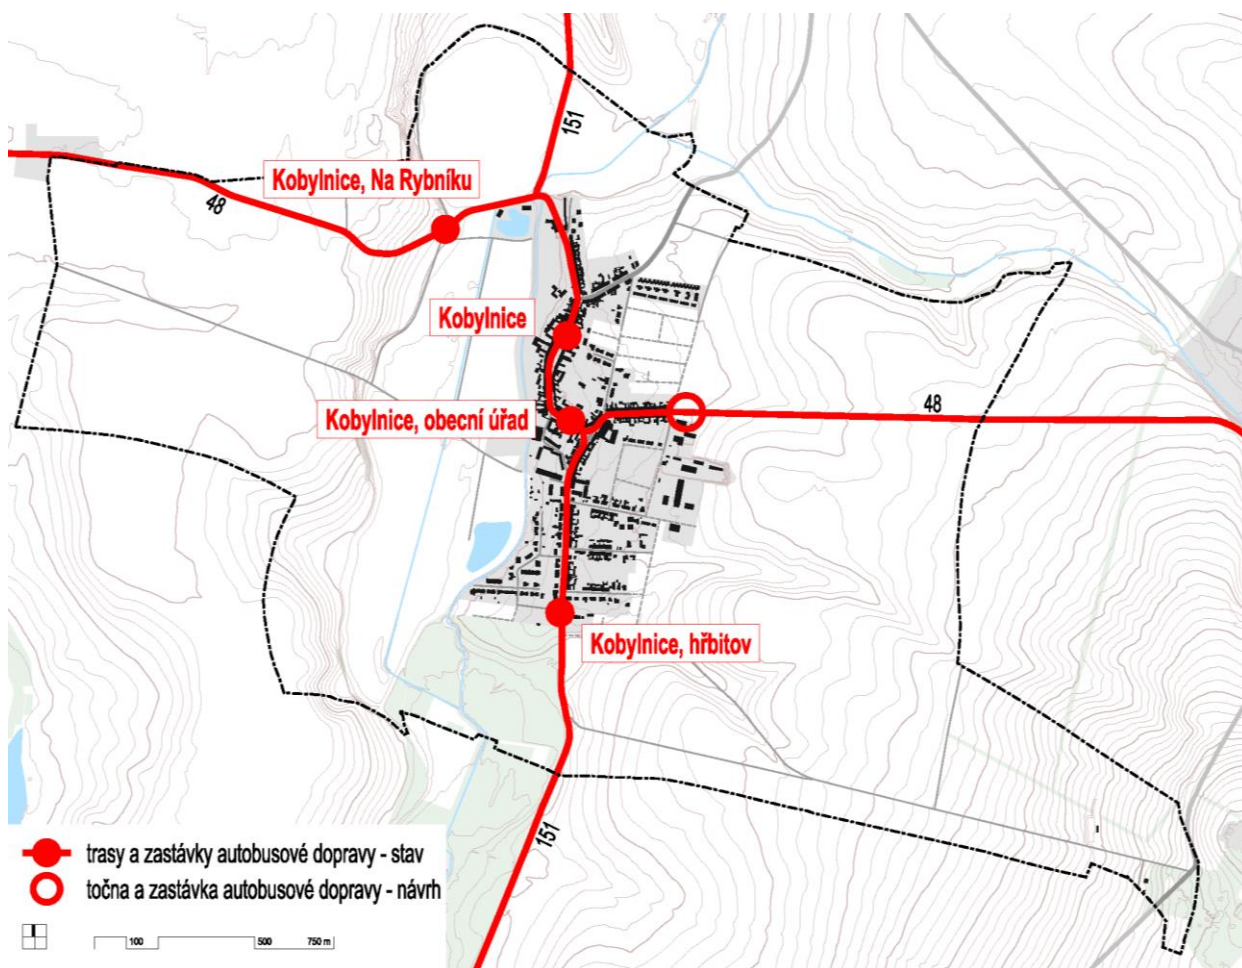 151
Kobylnice, Na Rybníku
48
Kobylnice
48
Kobylnice, obecní úřad
Kobylnice, hřbitov
151
trasy a zastávky autobusové dopravy - stav
točna a zastávka autobusové dopravy - návrh
100 500 750 m